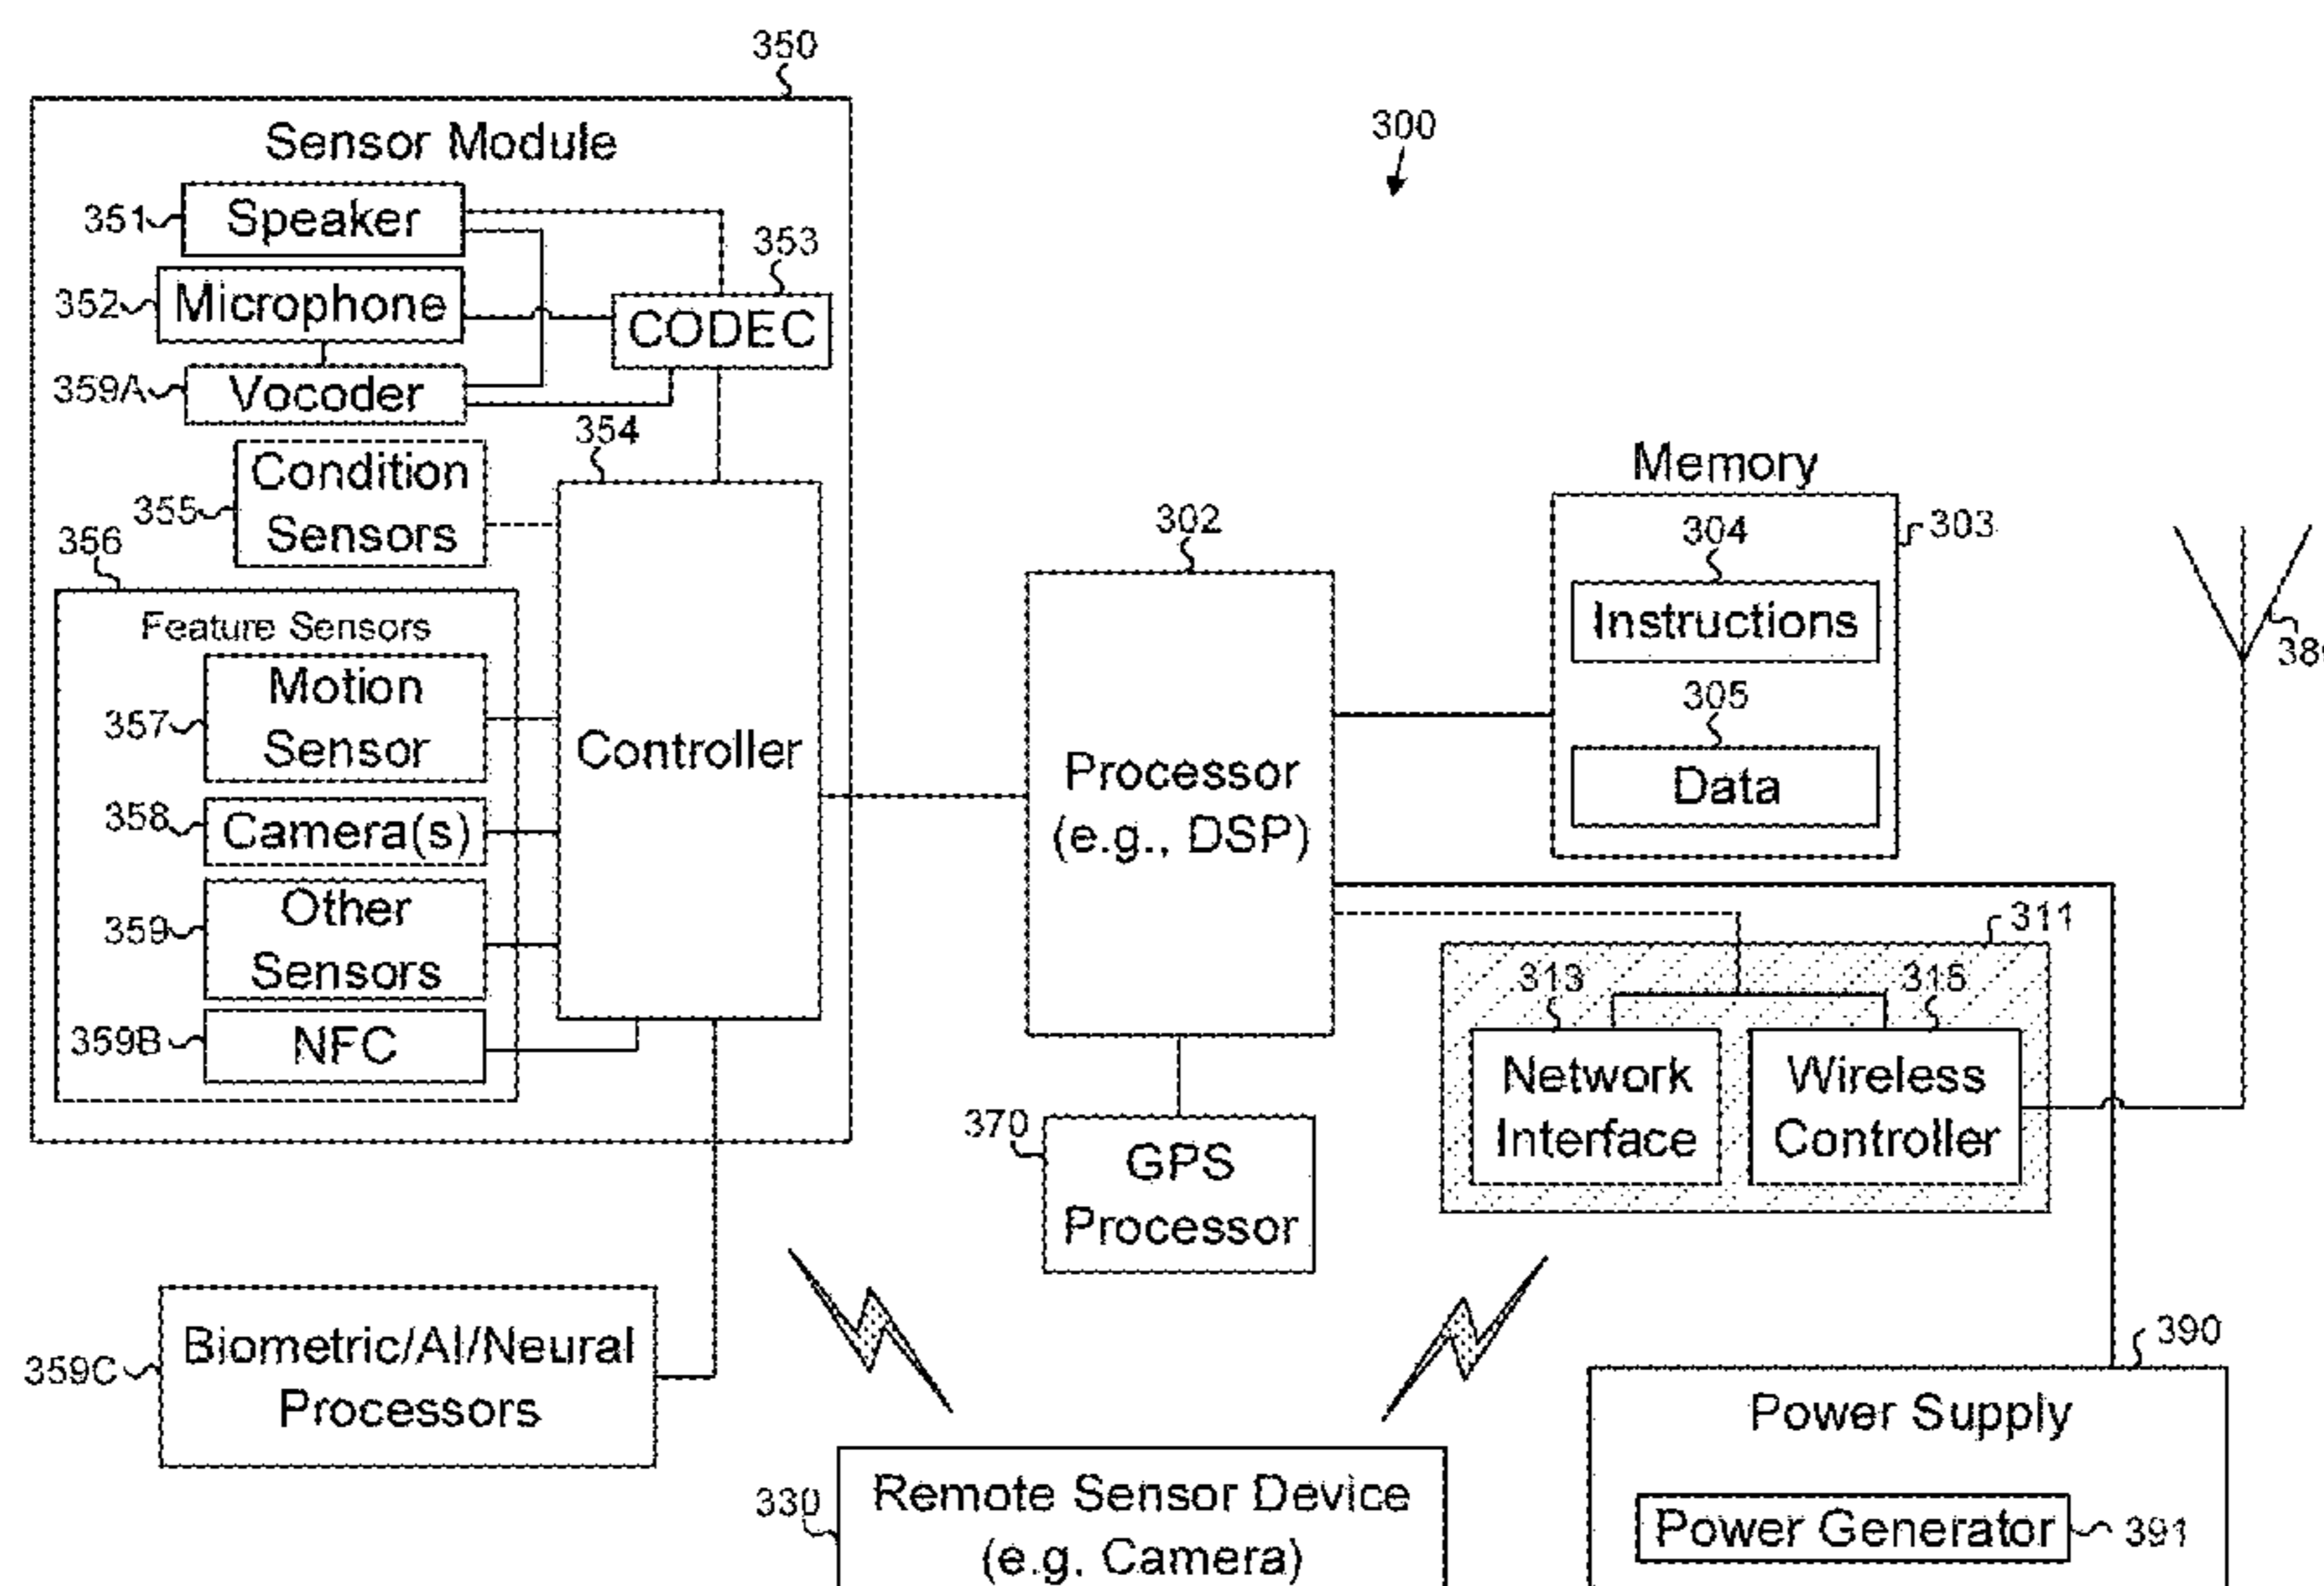 350
Sensor Module
300
351
Speaker
353
352
Microphone
CODEC
359A
Vocoder
354
Condition
Sensors
355
356
Feature Sensors
Motion
Sensor
357
Controller
358
Camera(s)
Other
Sensors
359
359B
NFC
302
Processor
(e.g., DSP)
Memory
303
304
Instructions
305
Data
311
313
315
Network
Interface
Wireless
Controller
370
GPS
Processor
359C
Biometric/AI/Neural
Processors
390
Power Supply
Power Generator
391
330
Remote Sensor Device
(e.g. Camera)